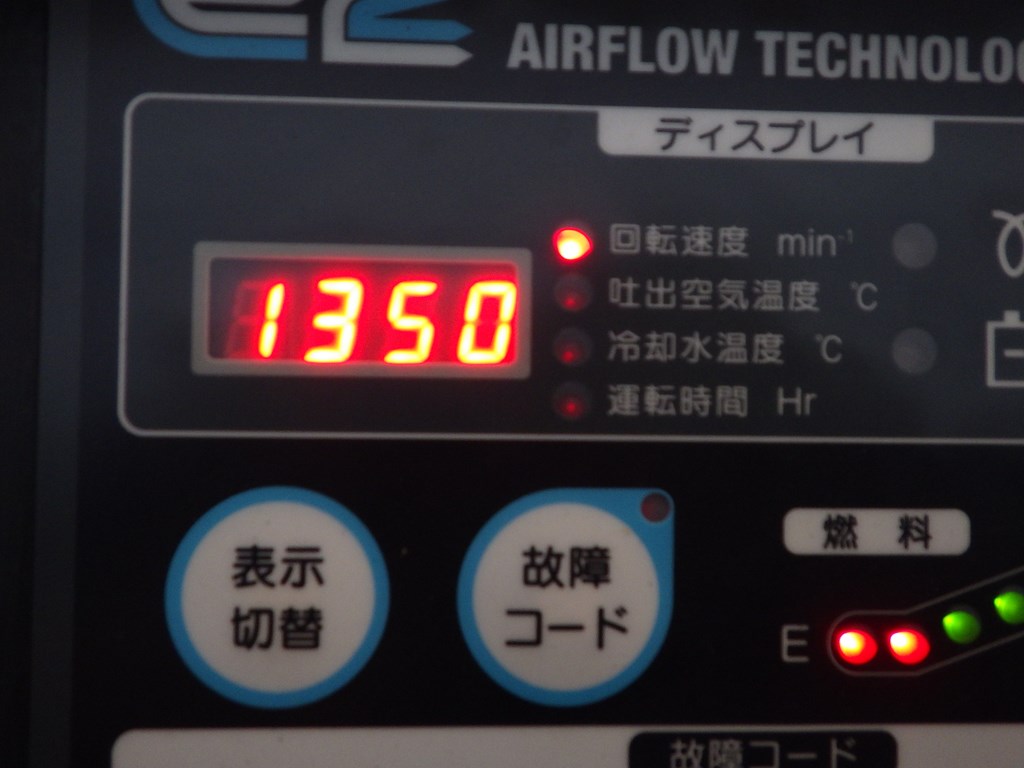 AIRFLOW
ディスプレイ
1350
回転速度 min⁻¹
吐出空気温度 ℃
冷却水温度 ℃
運転時間 Hr
表示
切替
故障
コード
燃料
E
故障コード